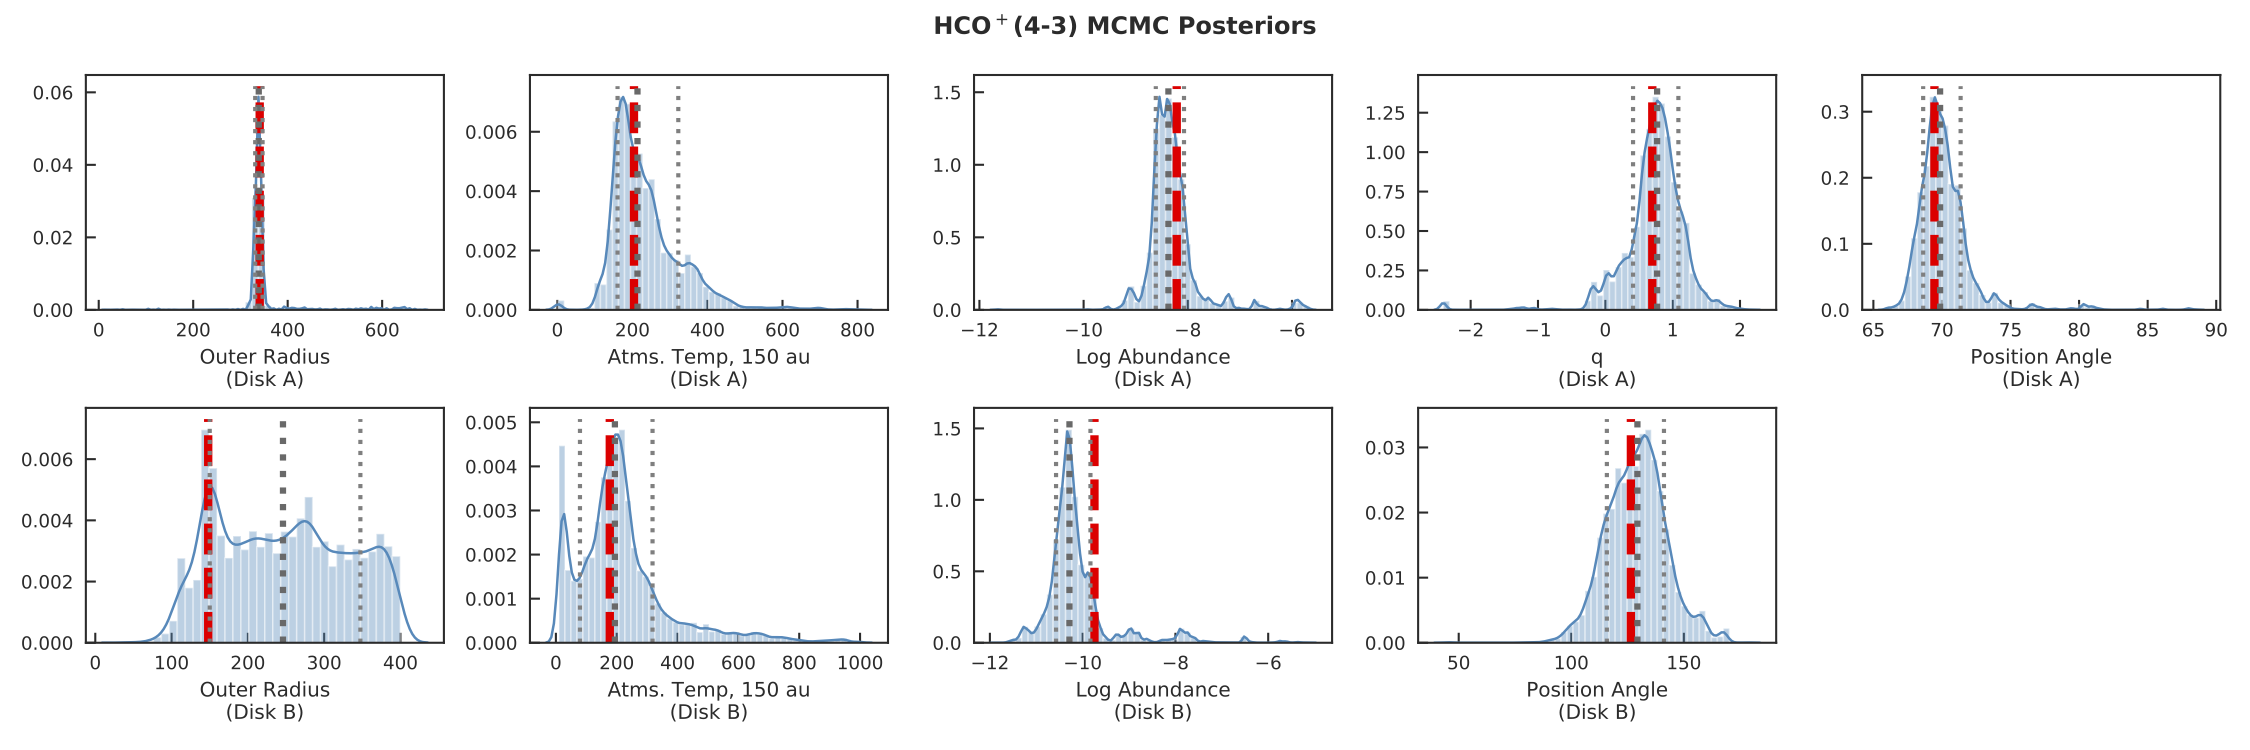 HCO⁺(4-3) MCMC Posteriors
0.06
0.04
0.02
0.00
0 200 400 600
Outer Radius
(Disk A)
0.006
0.004
0.002
0.000
0 200 400 600 800
Atms. Temp, 150 au
(Disk A)
1.5
1.0
0.5
0.0
−12 −10 −8 −6
Log Abundance
(Disk A)
1.25
1.00
0.75
0.50
0.25
0.00
−2 −1 0 1 2
q
(Disk A)
0.3
0.2
0.1
0.0
65 70 75 80 85 90
Position Angle
(Disk A)
0.006
0.004
0.002
0.000
0 100 200 300 400
Outer Radius
(Disk B)
0.005
0.004
0.003
0.002
0.001
0.000
0 200 400 600 800 1000
Atms. Temp, 150 au
(Disk B)
1.5
1.0
0.5
0.0
−12 −10 −8 −6
Log Abundance
(Disk B)
0.03
0.02
0.01
0.00
50 100 150
Position Angle
(Disk B)